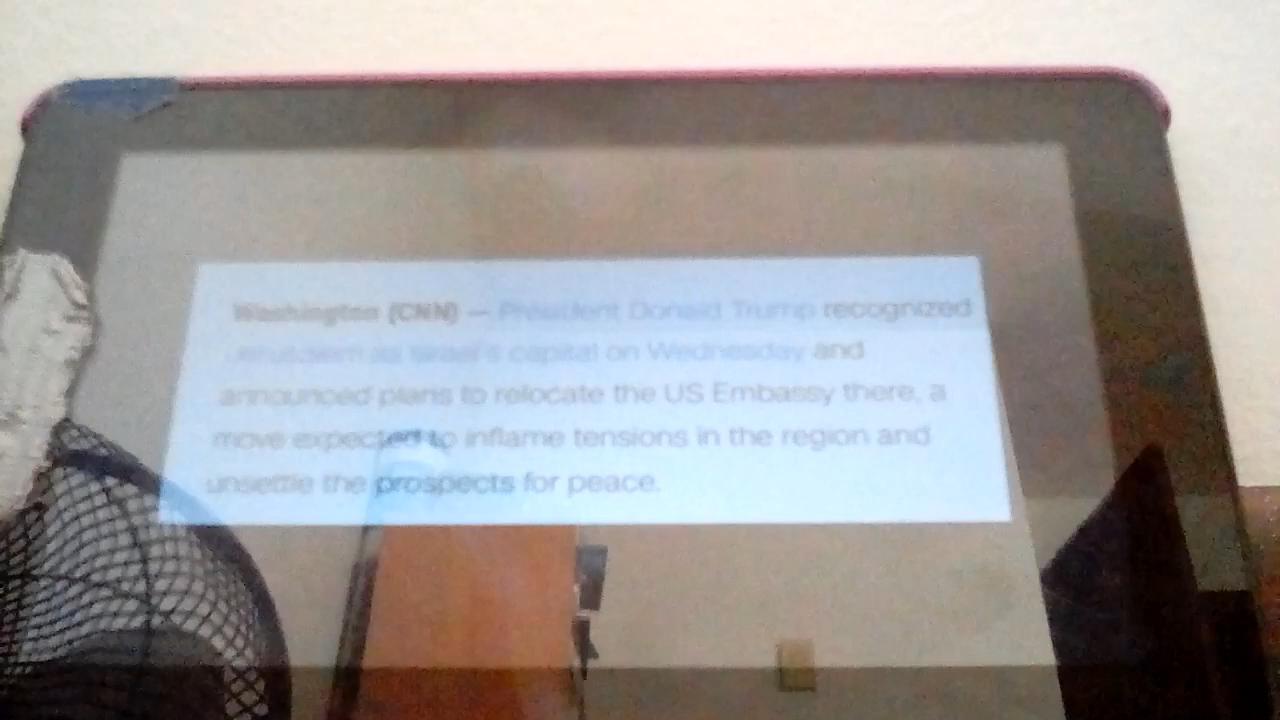 Washington (CNN) — President Donald Trump recognized
Jerusalem as Israel's capital on Wednesday and
announced plans to relocate the US Embassy there, a
move expected to inflame tensions in the region and
unsettle the prospects for peace.